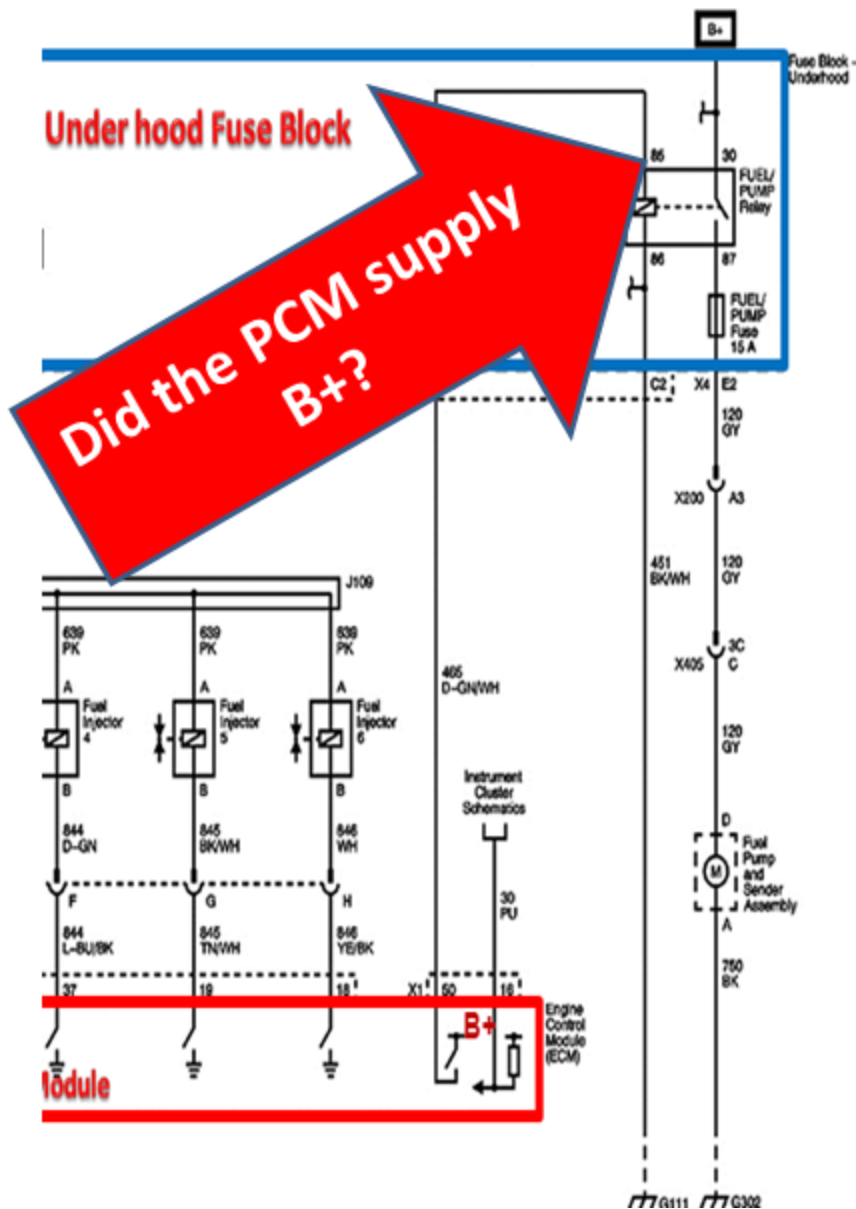 B+
Fuse Block -
Underhood
Under hood Fuse Block
85
30
FUEL/
PUMP
Relay
Did the PCM supply
B+?
86
87
FUEL/
PUMP
Fuse
15 A
C2
X4
E2
120
GY
X200
A3
451
BK/WH
120
GY
J109
3C
X405
C
639
PK
639
PK
639
PK
465
D-GN/WH
A
A
A
Fuel
Injector
4
Fuel
Injector
5
Fuel
Injector
6
120
GY
B
B
B
Instrument
Cluster
Schematics
844
D-GN
845
BK/WH
846
WH
D
Fuel
Pump
and
Sender
Assembly
M
A
F
G
H
30
PU
844
L-BU/BK
845
TN/WH
846
YE/BK
750
BK
37
19
18
X1
50
16
B+
Engine
Control
Module
(ECM)
Module
G111
G302